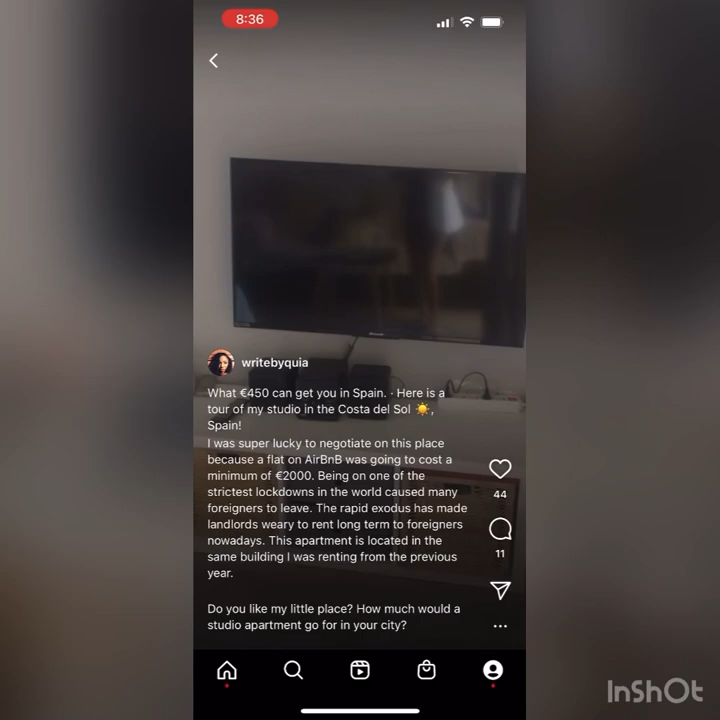 8:36
writebyquia
What €450 can get you in Spain. - Here is a
tour of my studio in the Costa del Sol ☀️,
Spain!
I was super lucky to negotiate on this place
because a flat on AirBnB was going to cost a
minimum of €2000. Being on one of the
strictest lockdowns in the world caused many
foreigners to leave. The rapid exodus has made
landlords weary to rent long term to foreigners
nowadays. This apartment is located in the
same building I was renting from the previous
year.
Do you like my little place? How much would a
studio apartment go for in your city?
44
11
InShOt